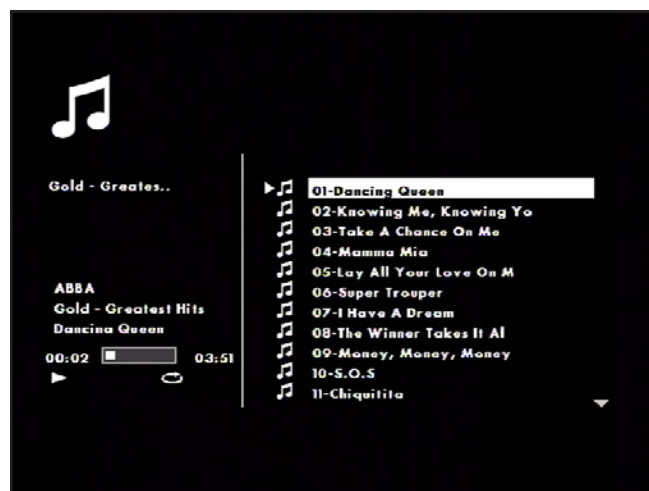 Gold - Greates..
ABBA
Gold - Greatest Hits
Dancing Queen
00:02 03:51
01-Dancing Queen
02-Knowing Me, Knowing Yo
03-Take A Chance On Me
04-Mamma Mia
05-Lay All Your Love On M
06-Super Trouper
07-I Have A Dream
08-The Winner Takes It Al
09-Money, Money, Money
10-S.O.S
11-Chiquitita